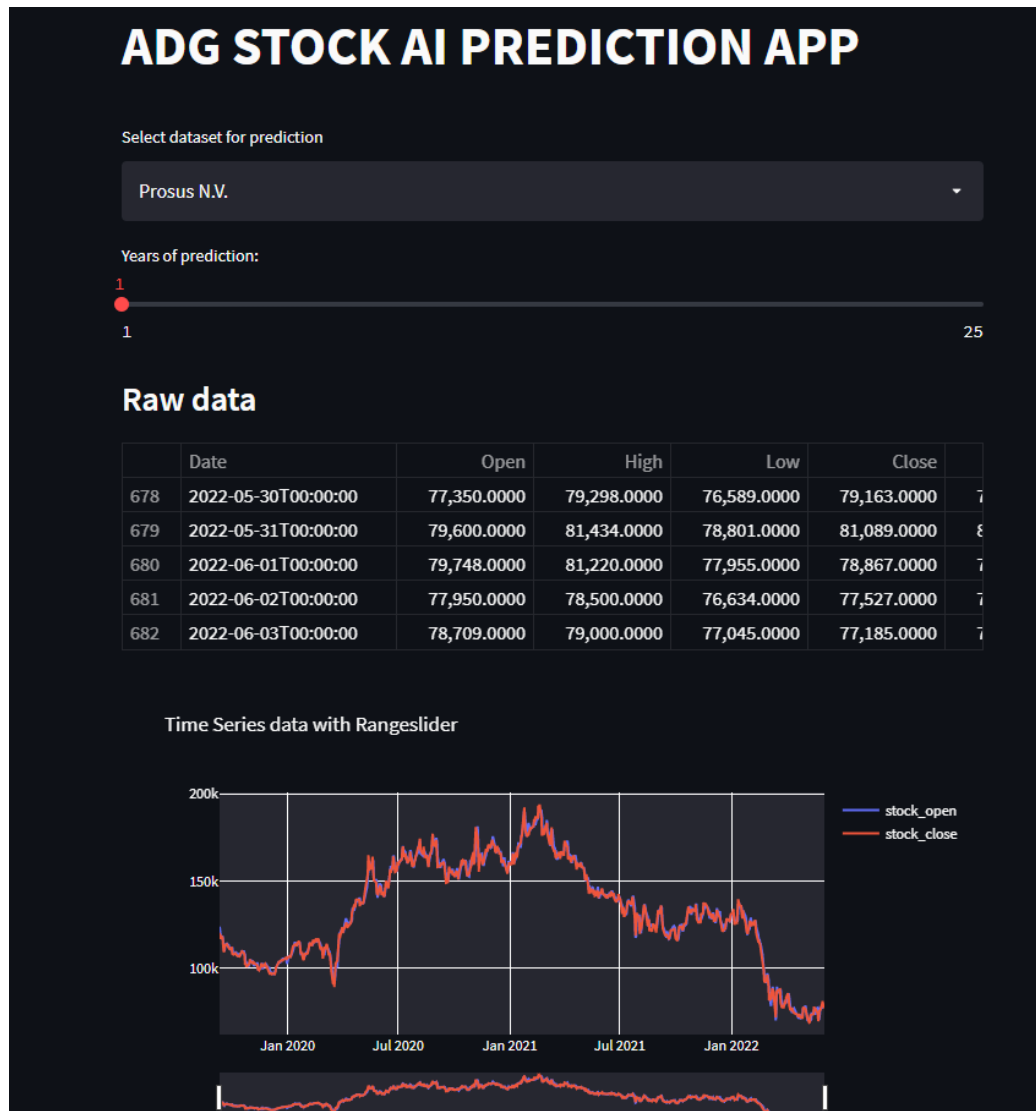 ADG STOCK AI PREDICTION APP
Select dataset for prediction
Prosus N.V.
Years of prediction:
1
1 25
Raw data
Date Open High Low Close
678 2022-05-30T00:00:00 77,350.0000 79,298.0000 76,589.0000 79,163.0000
679 2022-05-31T00:00:00 79,600.0000 81,434.0000 78,801.0000 81,089.0000
680 2022-06-01T00:00:00 79,748.0000 81,220.0000 77,955.0000 78,867.0000
681 2022-06-02T00:00:00 77,950.0000 78,500.0000 76,634.0000 77,527.0000
682 2022-06-03T00:00:00 78,709.0000 79,000.0000 77,045.0000 77,185.0000
Time Series data with Rangeslider
200k
stock_open
stock_close
150k
100k
Jan 2020 Jul 2020 Jan 2021 Jul 2021 Jan 2022